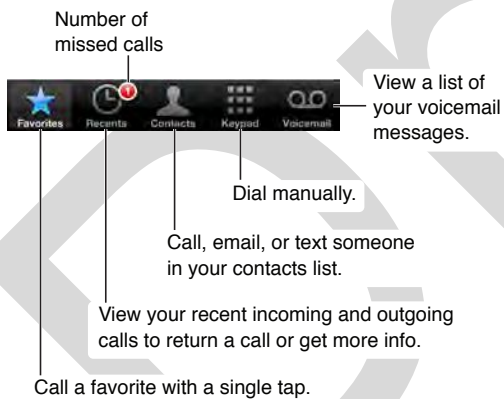 Number of
missed calls
Favorites Recents Contacts Keypad Voicemail
View a list of
your voicemail
messages.
Dial manually.
Call, email, or text someone
in your contacts list.
View your recent incoming and outgoing
calls to return a call or get more info.
Call a favorite with a single tap.